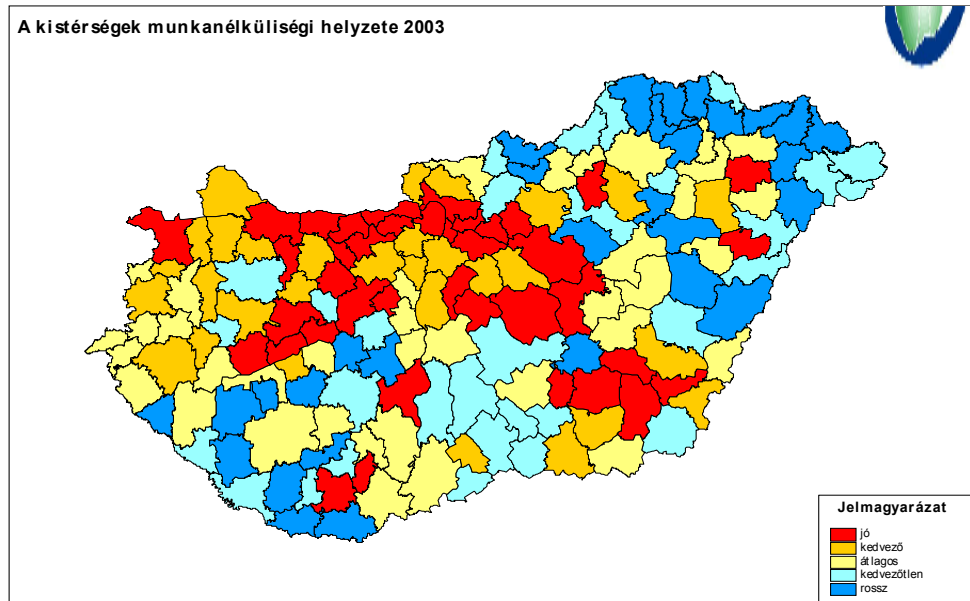 A kistérségek munkanélküliségi helyzete 2003
Jelmagyarázat
jó
kedvező
átlagos
kedvezőtlen
rossz